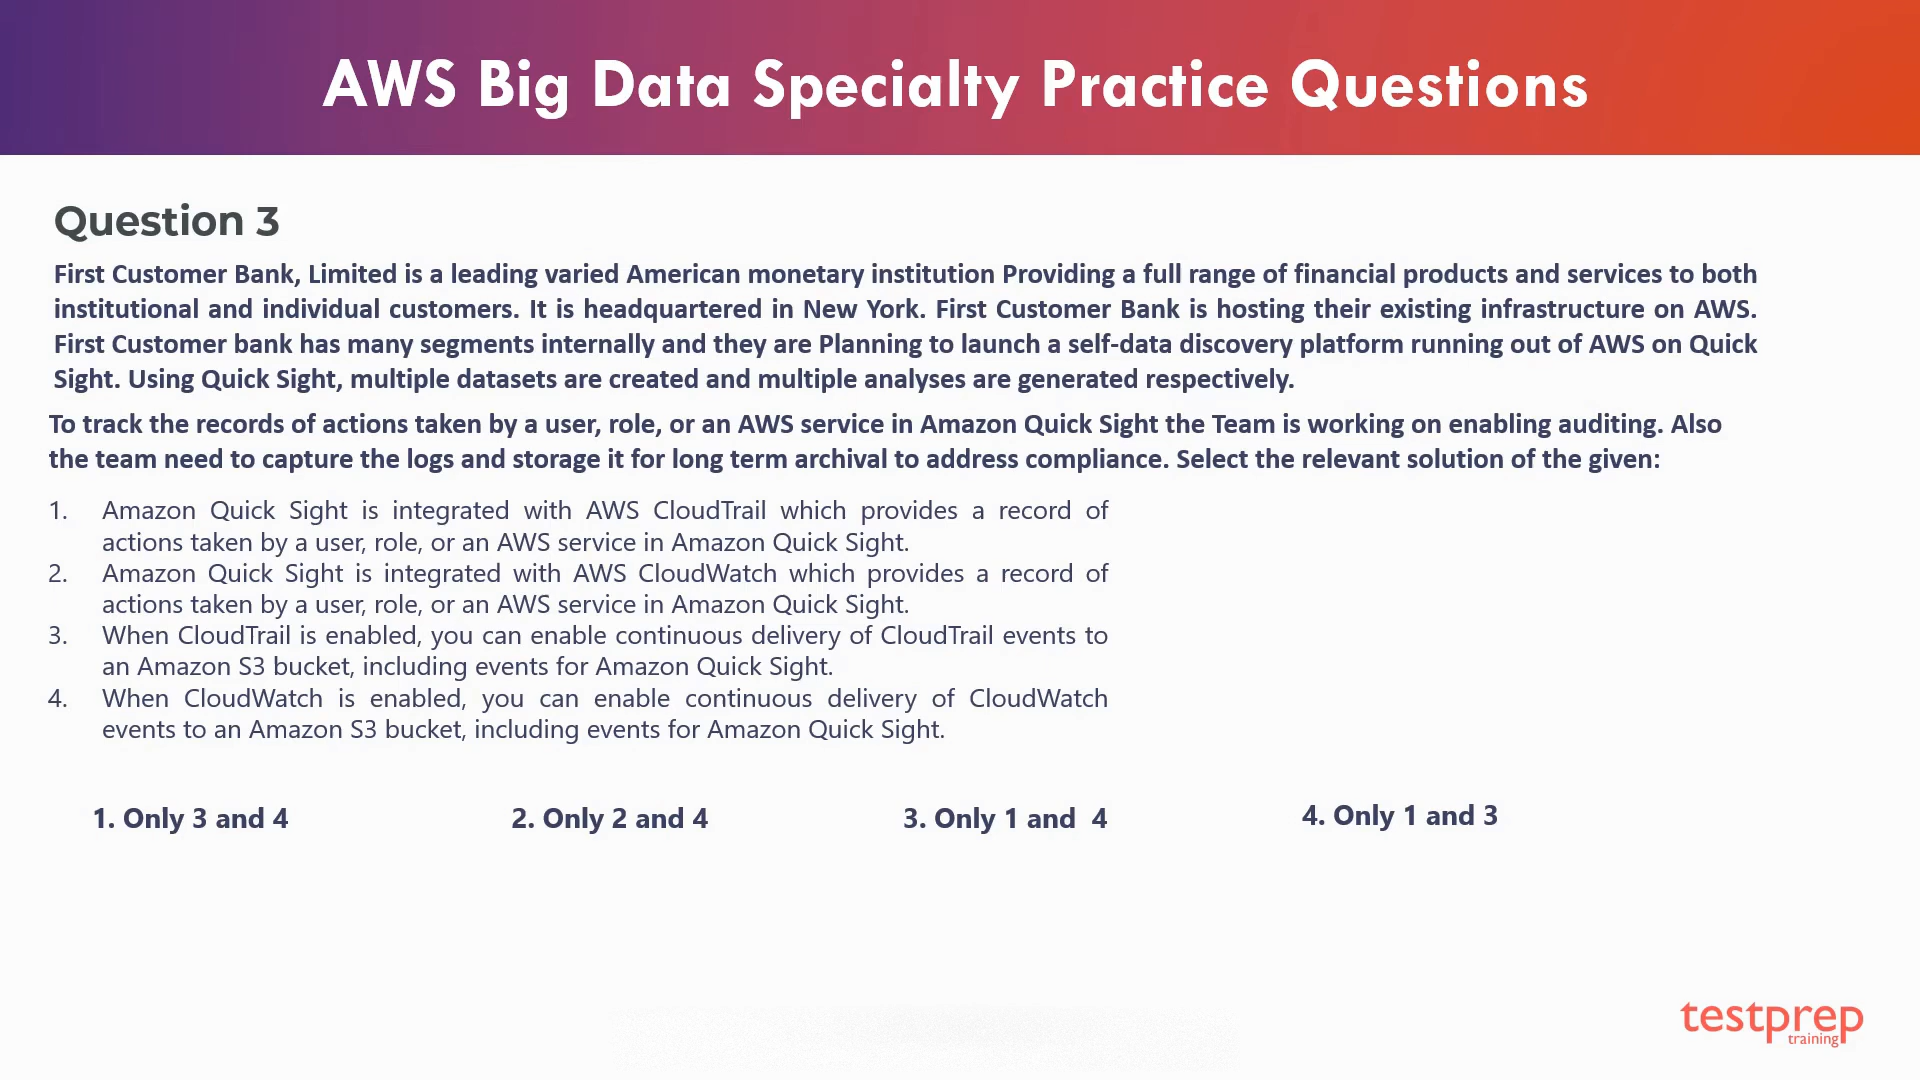 AWS Big Data Specialty Practice Questions
Question 3
First Customer Bank, Limited is a leading varied American monetary institution Providing a full range of financial products and services to both
institutional and individual customers. It is headquartered in New York. First Customer Bank is hosting their existing infrastructure on AWS.
First Customer bank has many segments internally and they are Planning to launch a self-data discovery platform running out of AWS on Quick
Sight. Using Quick Sight, multiple datasets are created and multiple analyses are generated respectively.
To track the records of actions taken by a user, role, or an AWS service in Amazon Quick Sight the Team is working on enabling auditing. Also
the team need to capture the logs and storage it for long term archival to address compliance. Select the relevant solution of the given:
1. Amazon Quick Sight is integrated with AWS CloudTrail which provides a record of
actions taken by a user, role, or an AWS service in Amazon Quick Sight.
2. Amazon Quick Sight is integrated with AWS CloudWatch which provides a record of
actions taken by a user, role, or an AWS service in Amazon Quick Sight.
3. When CloudTrail is enabled, you can enable continuous delivery of CloudTrail events to
an Amazon S3 bucket, including events for Amazon Quick Sight.
4. When CloudWatch is enabled, you can enable continuous delivery of CloudWatch
events to an Amazon S3 bucket, including events for Amazon Quick Sight.
1. Only 3 and 4
2. Only 2 and 4
3. Only 1 and 4
4. Only 1 and 3
testprep
training